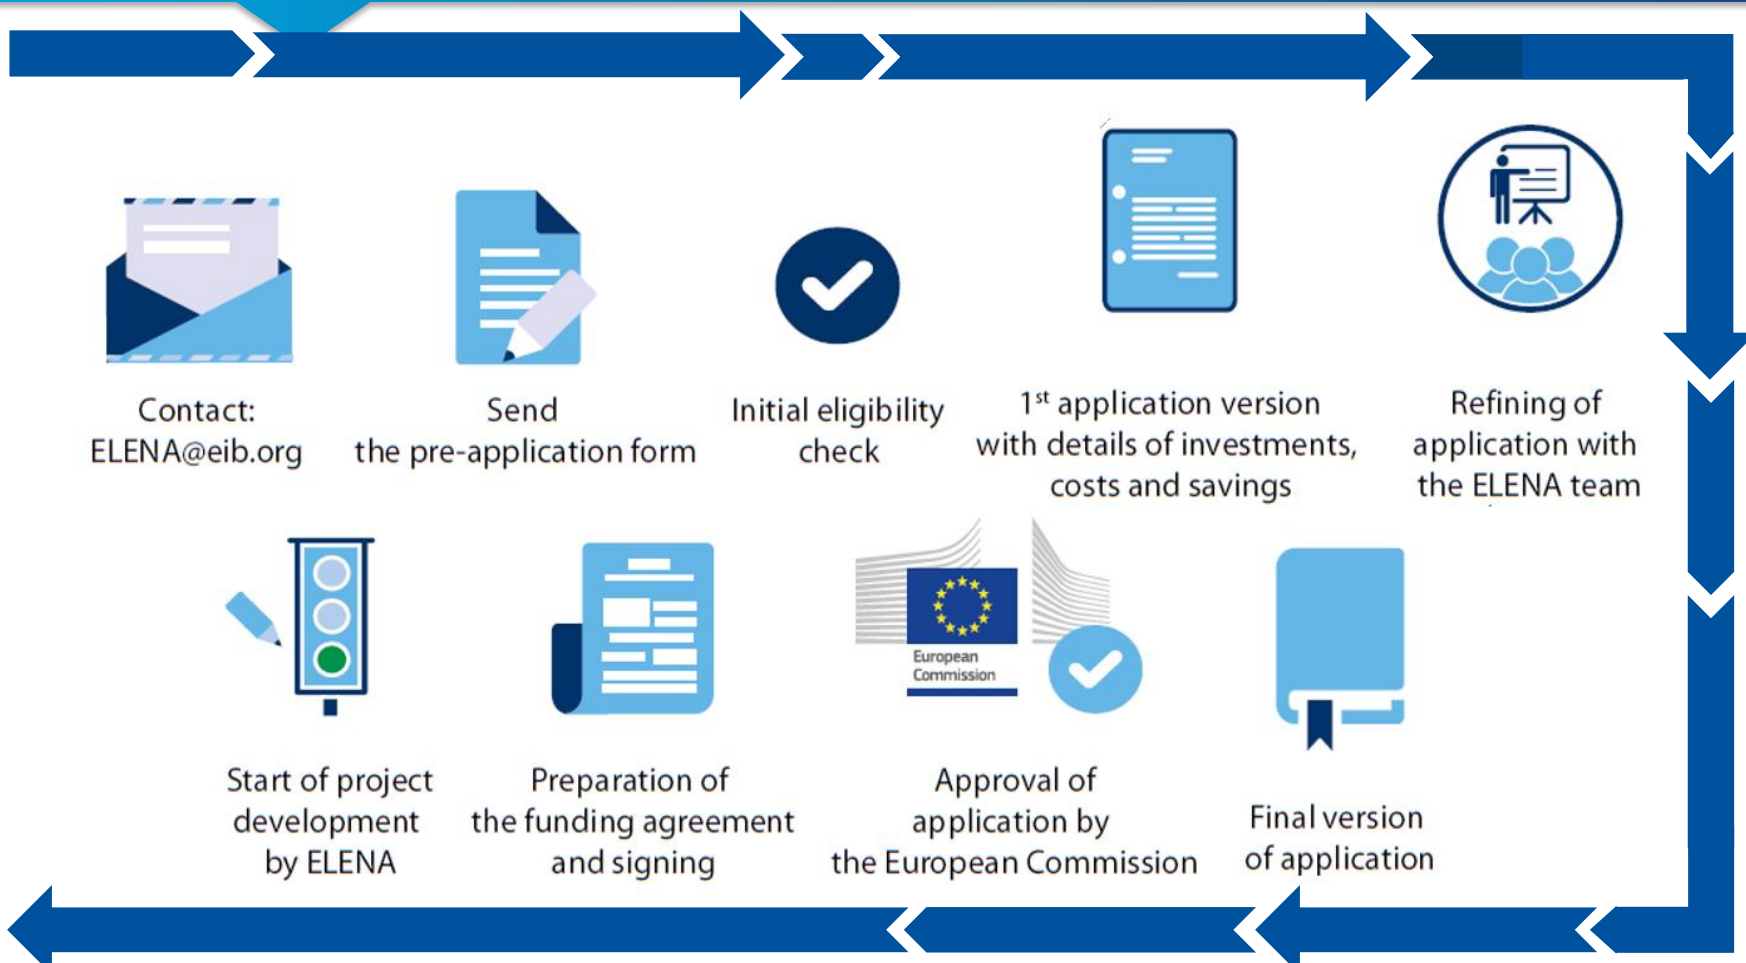 Contact:
ELENA@eib.org
Send
the pre-application form
Initial eligibility
check
1st application version
with details of investments,
costs and savings
Refining of
application with
the ELENA team
Start of project
development
by ELENA
Preparation of
the funding agreement
and signing
European
Commission
Approval of
application by
the European Commission
Final version
of application